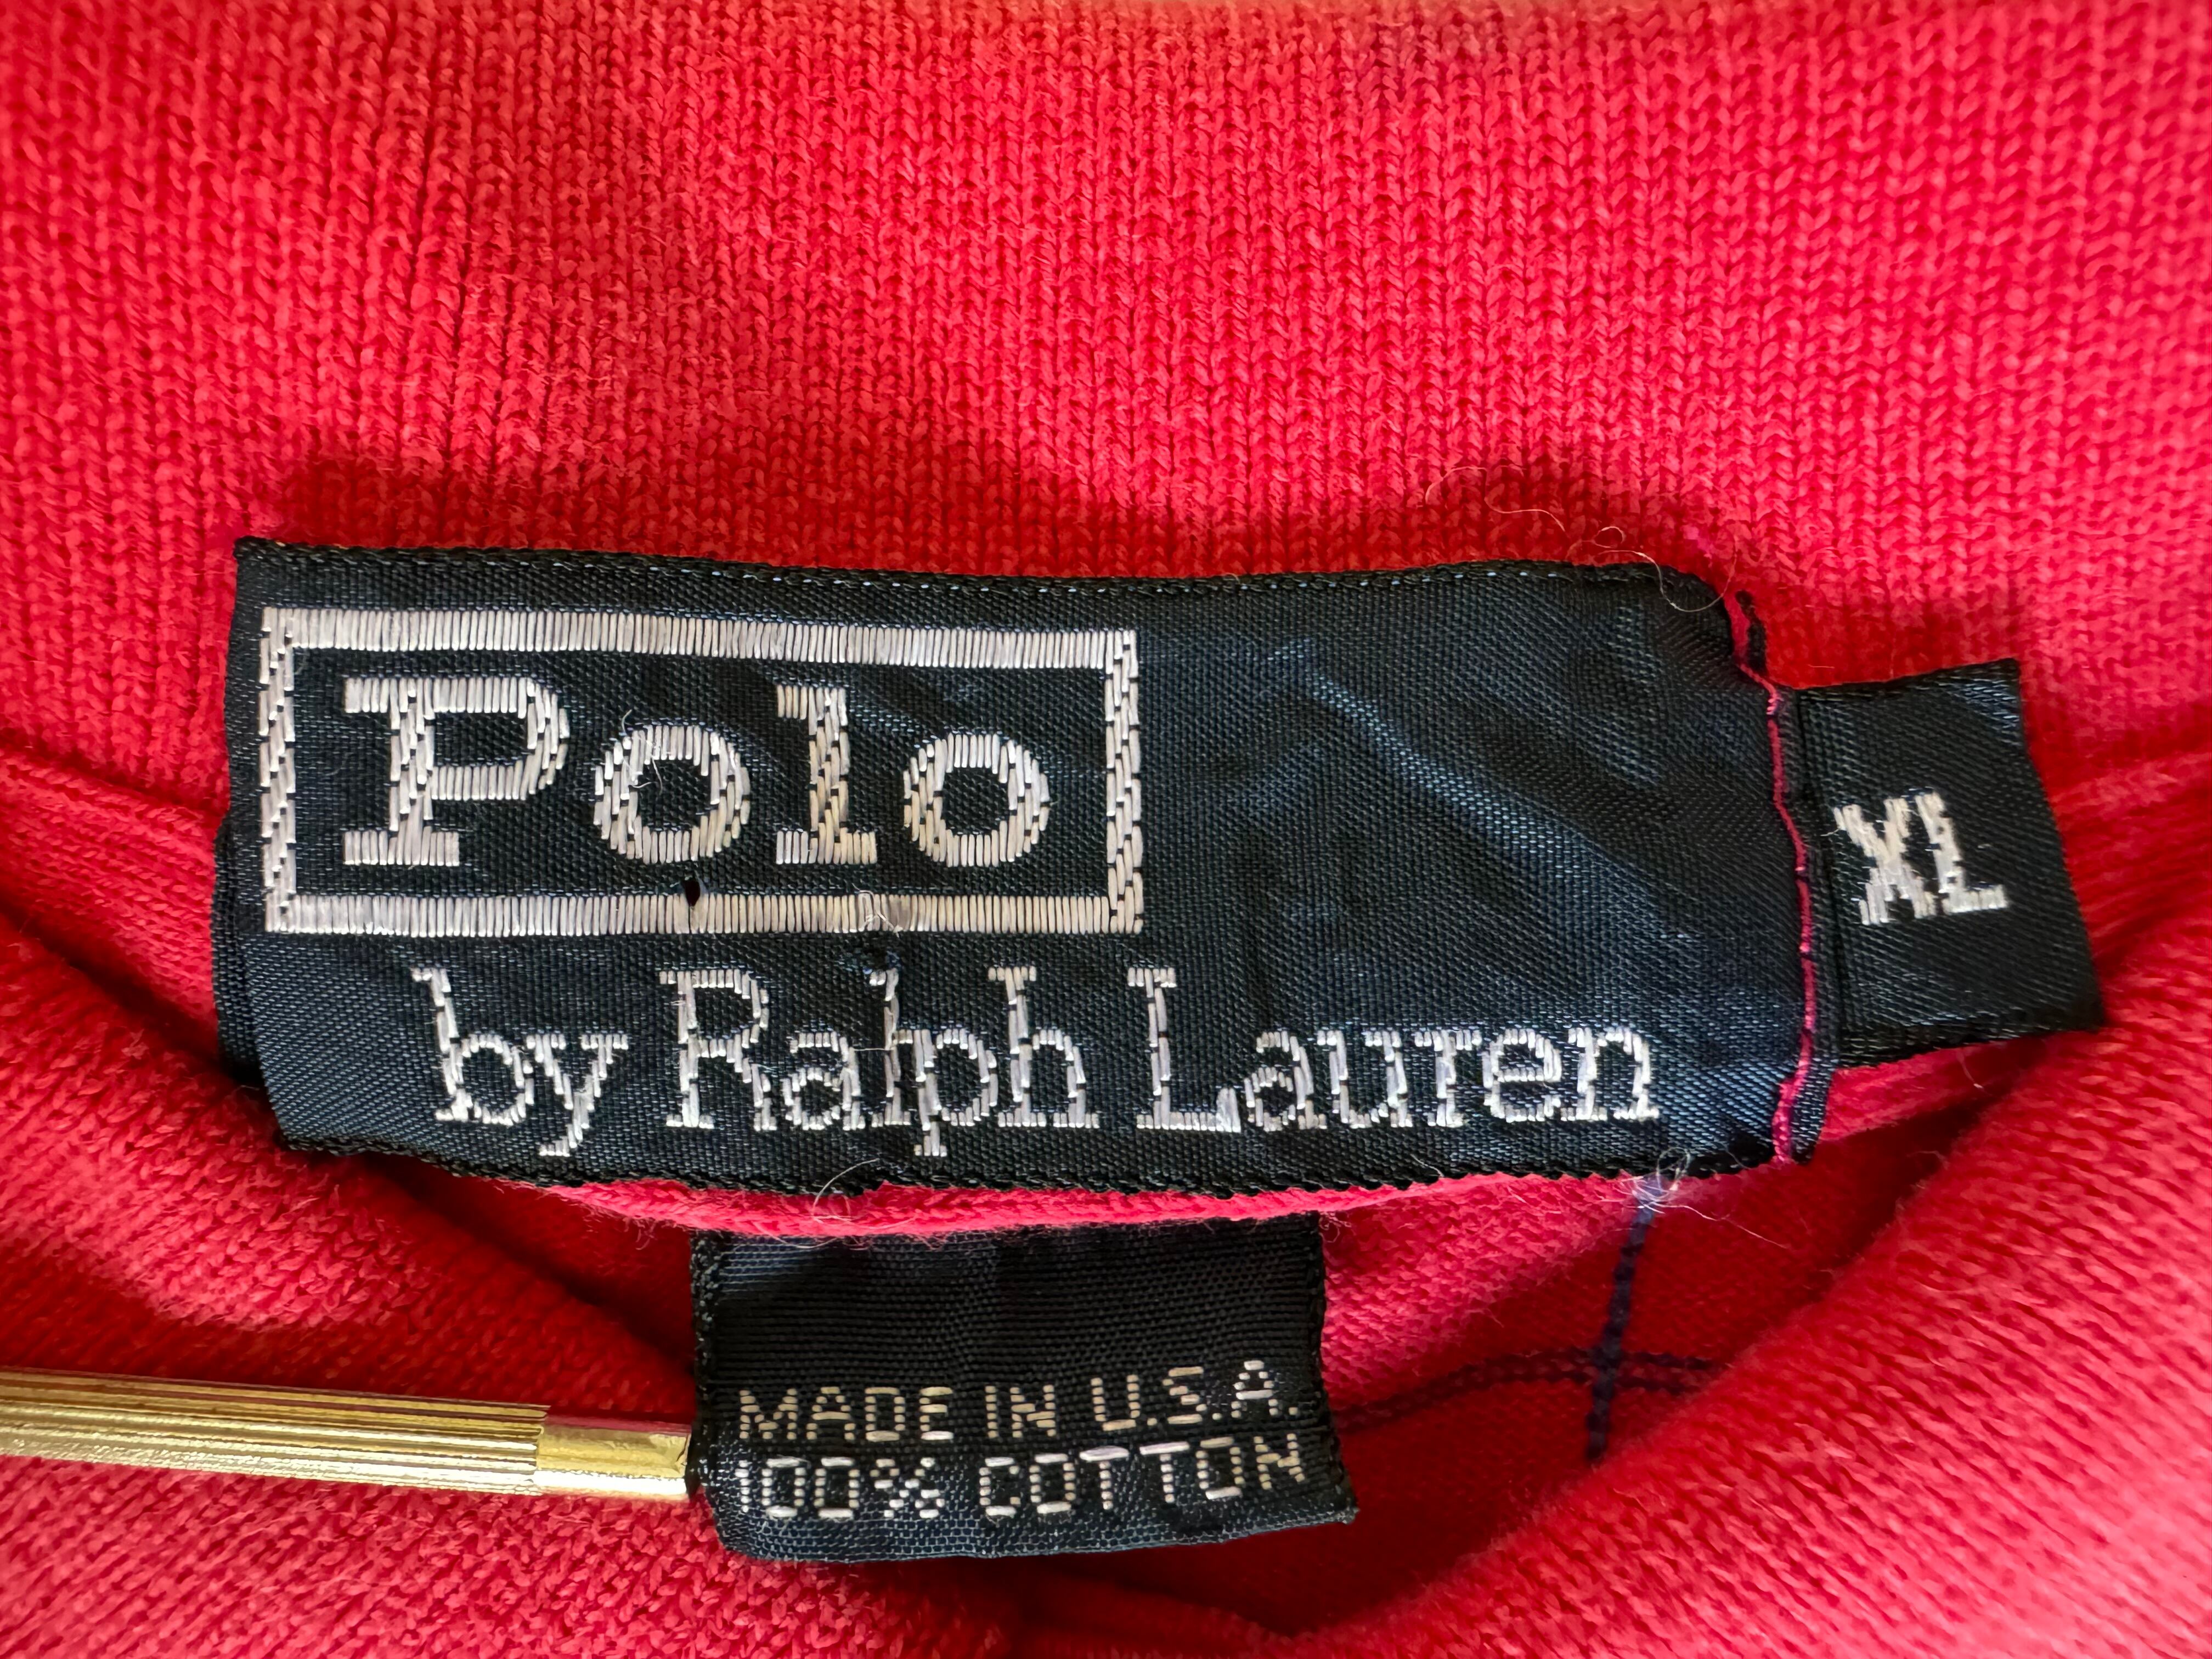 Polo
by Ralph Lauren
XL
MADE IN U.S.A.
100% COTTON